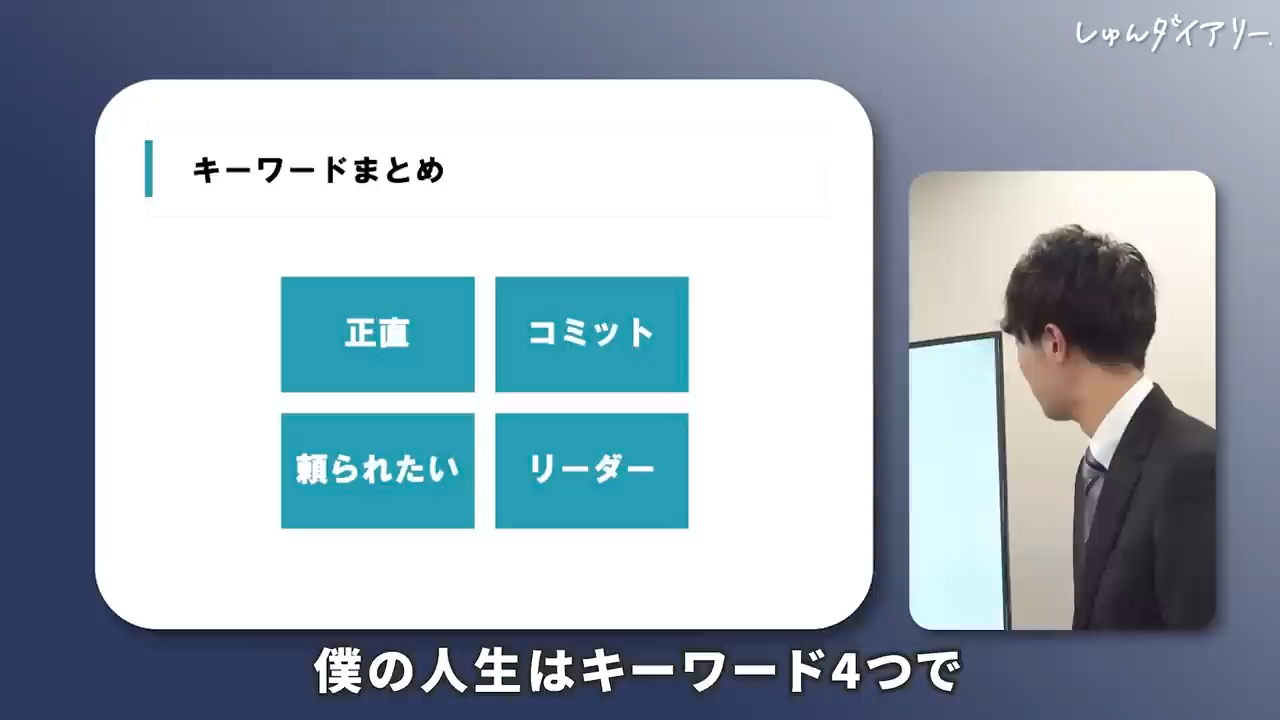 しゅんダイアリー.
キーワードまとめ
正直
コミット
頼られたい
リーダー
僕の人生はキーワード4つで